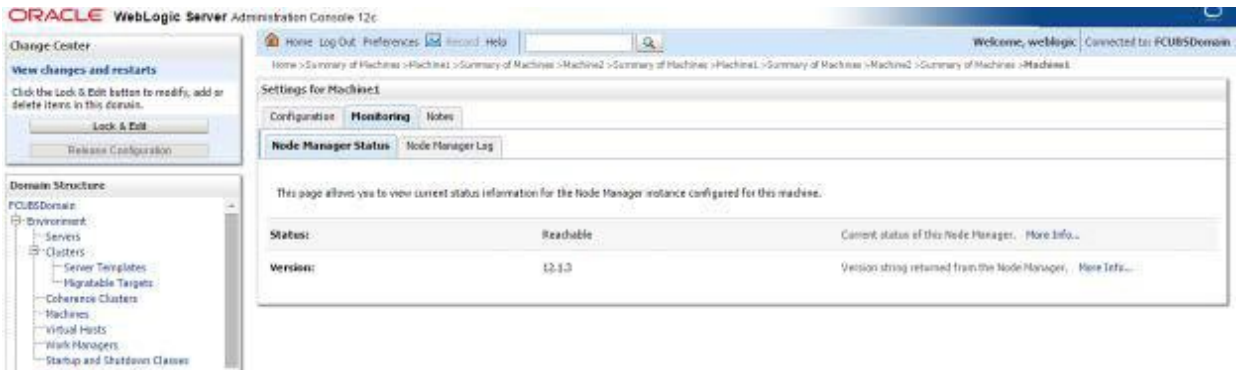 ORACLE WebLogic Server Administration Console 12c
Change Center
View changes and restarts
Click the Lock & Edit button to modify, add or
delete items in this domain.
Lock & Edit
Release Configuration
Domain Structure
FCUBSDomain
Environment
Servers
Clusters
Server Templates
Migratable Targets
Coherence Clusters
Machines
Virtual Hosts
Work Managers
Startup and Shutdown Classes
Home Log Out Preferences Record Help
Welcome, weblogic Connected to: FCUBSDomain
Home >Summary of Machines >Machine1 >Summary of Machines >Machine2 >Summary of Machines >Machine1 >Summary of Machines >Machine2 >Summary of Machines >Machine1
Settings for Machine1
Configuration Monitoring Notes
Node Manager Status Node Manager Log
This page allows you to view current status information for the Node Manager instance configured for this machine.
Status: Reachable Current status of this Node Manager. More Info...
Version: 12.1.3 Version string returned from the Node Manager. More Info...